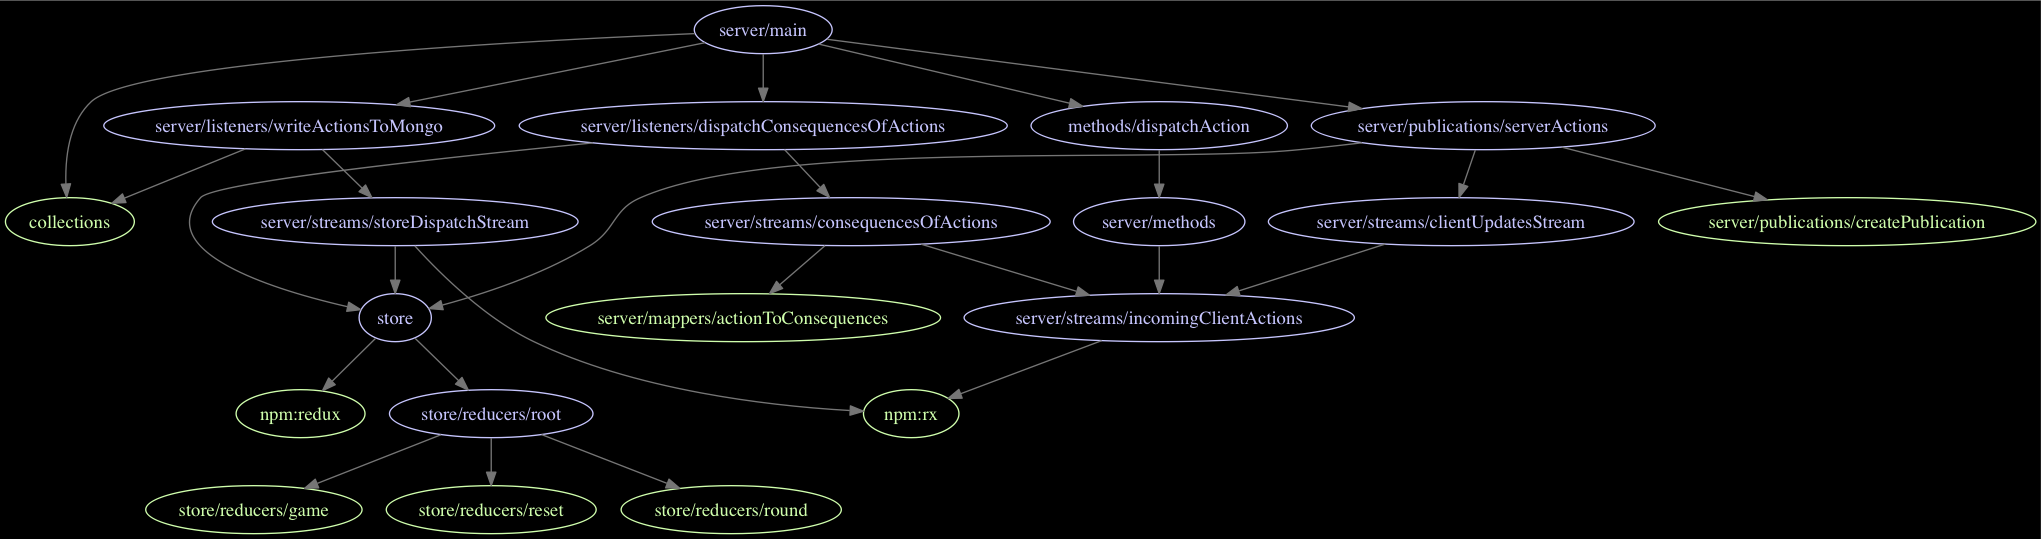 server/main
server/listeners/writeActionsToMongo
server/listeners/dispatchConsequencesOfActions
methods/dispatchAction
server/publications/serverActions
collections
server/streams/storeDispatchStream
server/streams/consequencesOfActions
server/methods
server/streams/clientUpdatesStream
server/publications/createPublication
store
server/mappers/actionToConsequences
server/streams/incomingClientActions
npm:redux
store/reducers/root
npm:rx
store/reducers/game
store/reducers/reset
store/reducers/round